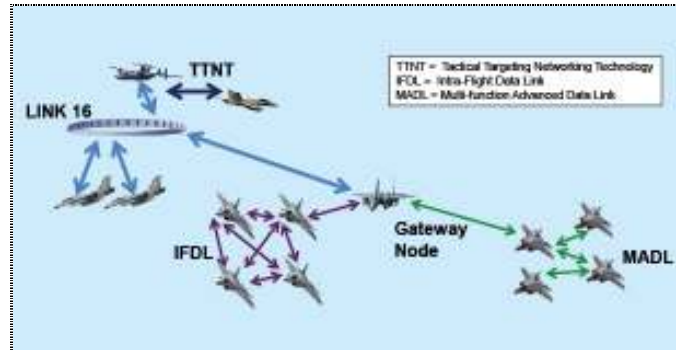 TTNT
TTNT = Tactical Targeting Networking Technology
IFDL = Intra-Flight Data Link
MADL = Multi-function Advanced Data Link
LINK 16
Gateway
Node
IFDL
MADL